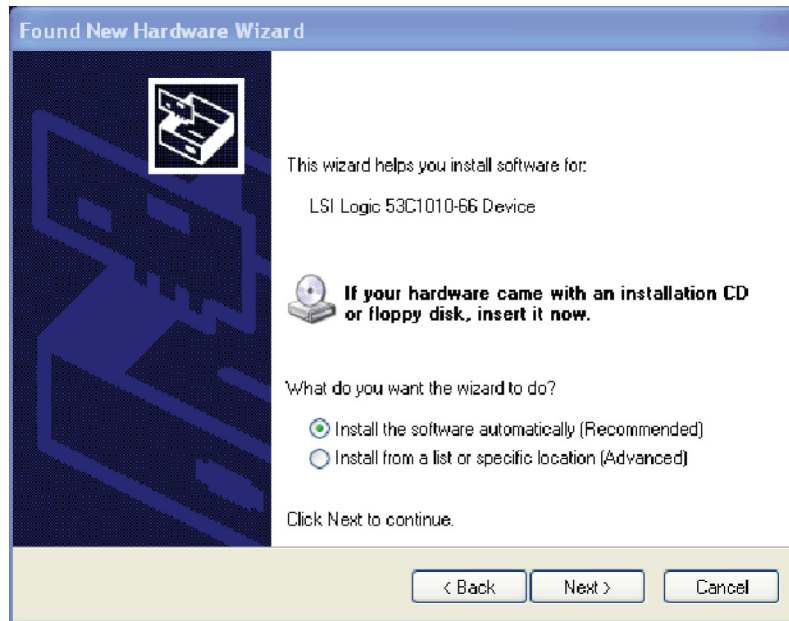 Found New Hardware Wizard
This wizard helps you install software for:
LSI Logic 53C1010-66 Device
If your hardware came with an installation CD
or floppy disk, insert it now.
What do you want the wizard to do?
Install the software automatically (Recommended)
Install from a list or specific location (Advanced)
Click Next to continue.
< Back Next > Cancel